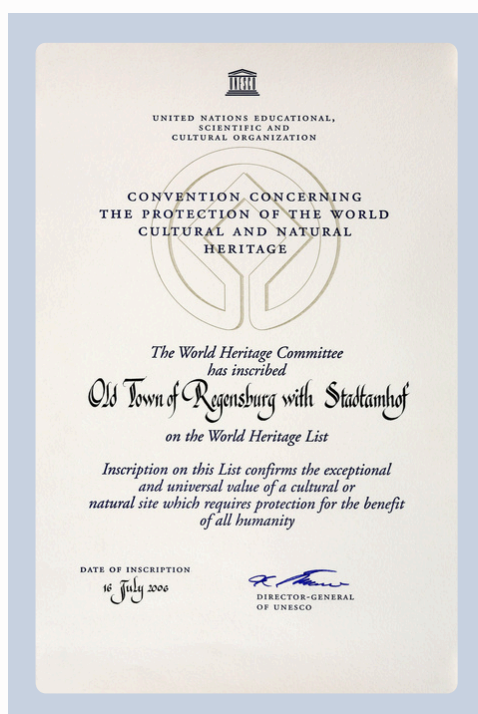 UNESCO
UNITED NATIONS EDUCATIONAL,
SCIENTIFIC AND
CULTURAL ORGANIZATION
CONVENTION CONCERNING
THE PROTECTION OF THE WORLD
CULTURAL AND NATURAL
HERITAGE
The World Heritage Committee
has inscribed
Old Town of Regensburg with Stadtamhof
on the World Heritage List
Inscription on this List confirms the exceptional
and universal value of a cultural or
natural site which requires protection for the benefit
of all humanity
DATE OF INSCRIPTION
16 July 2006
DIRECTOR-GENERAL
OF UNESCO